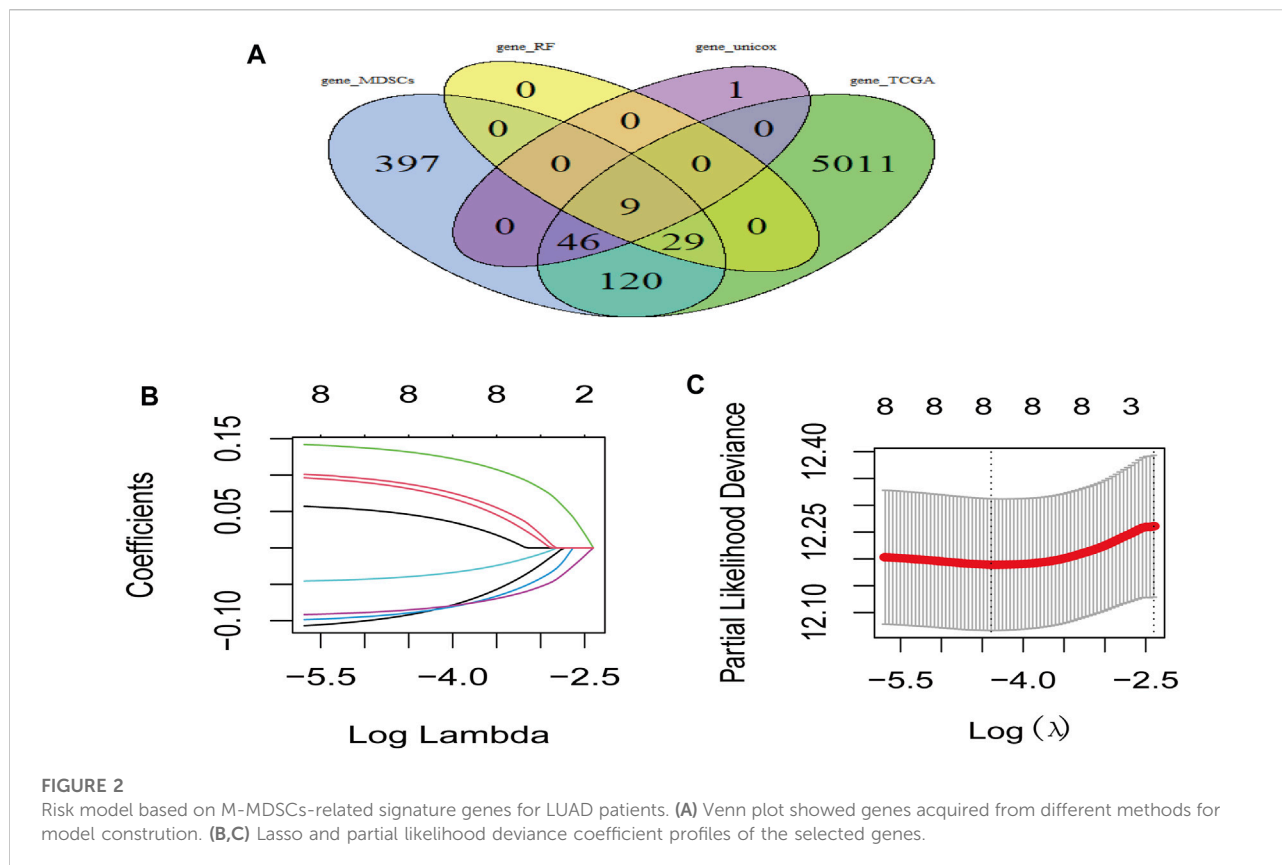 A
gene_RF
gene_unicox
gene_MDSCs
gene_TCGA
0
1
0
0
0
397
0
0
5011
9
0
46
29
0
120
B
8 8 8 2
Coefficients
0.15
0.05
-0.10
-5.5 -4.0 -2.5
Log Lambda
C
8 8 8 8 8 3
Partial Likelihood Deviance
12.40
12.25
12.10
-5.5 -4.0 -2.5
Log (λ)
FIGURE 2
Risk model based on M-MDSCs-related signature genes for LUAD patients. (A) Venn plot showed genes acquired from different methods for
model constrution. (B,C) Lasso and partial likelihood deviance coefficient profiles of the selected genes.